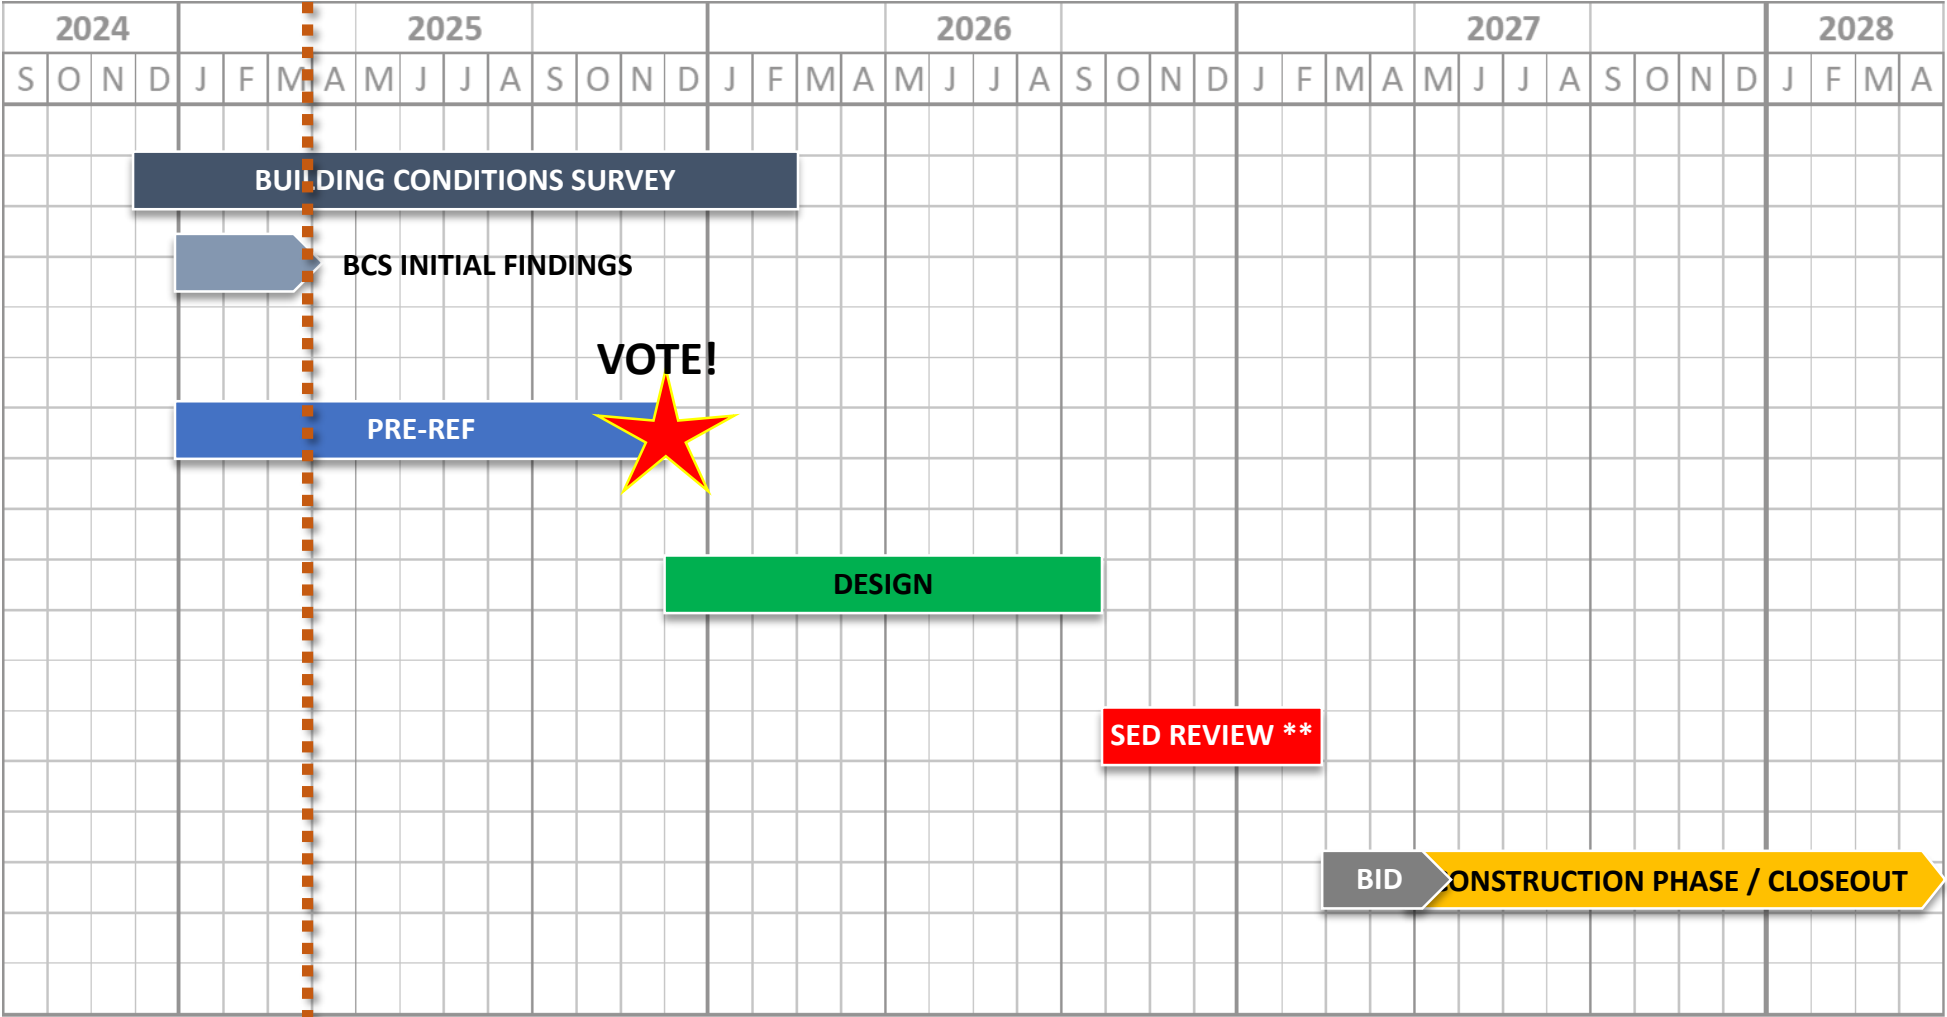 2024 2025 2026 2027 2028
S O N D J F M A M J J A S O N D J F M A M J J A S O N D J F M A M J J A S O N D J F M A
BUILDING CONDITIONS SURVEY
BCS INITIAL FINDINGS
VOTE!
PRE-REF
DESIGN
SED REVIEW **
BID ONSTRUCTION PHASE / CLOSEOUT